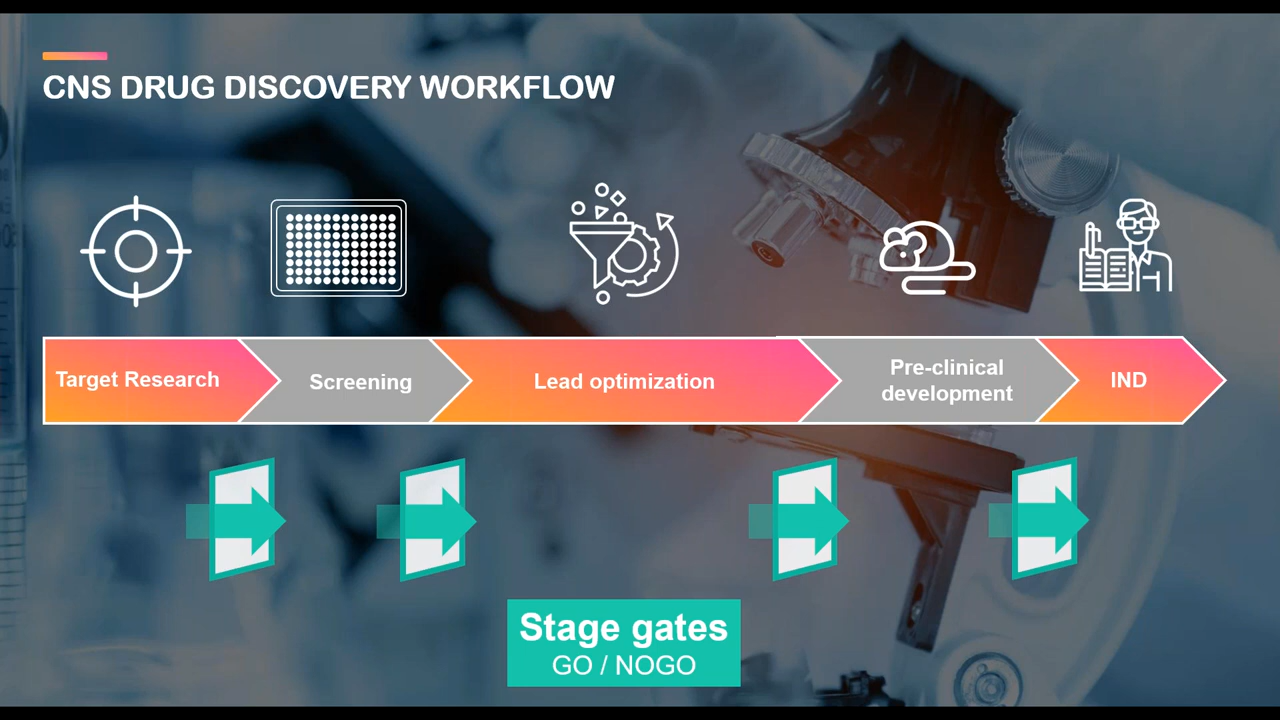 CNS DRUG DISCOVERY WORKFLOW
Target Research
Screening
Lead optimization
Pre-clinical
development
IND
Stage gates
GO / NOGO